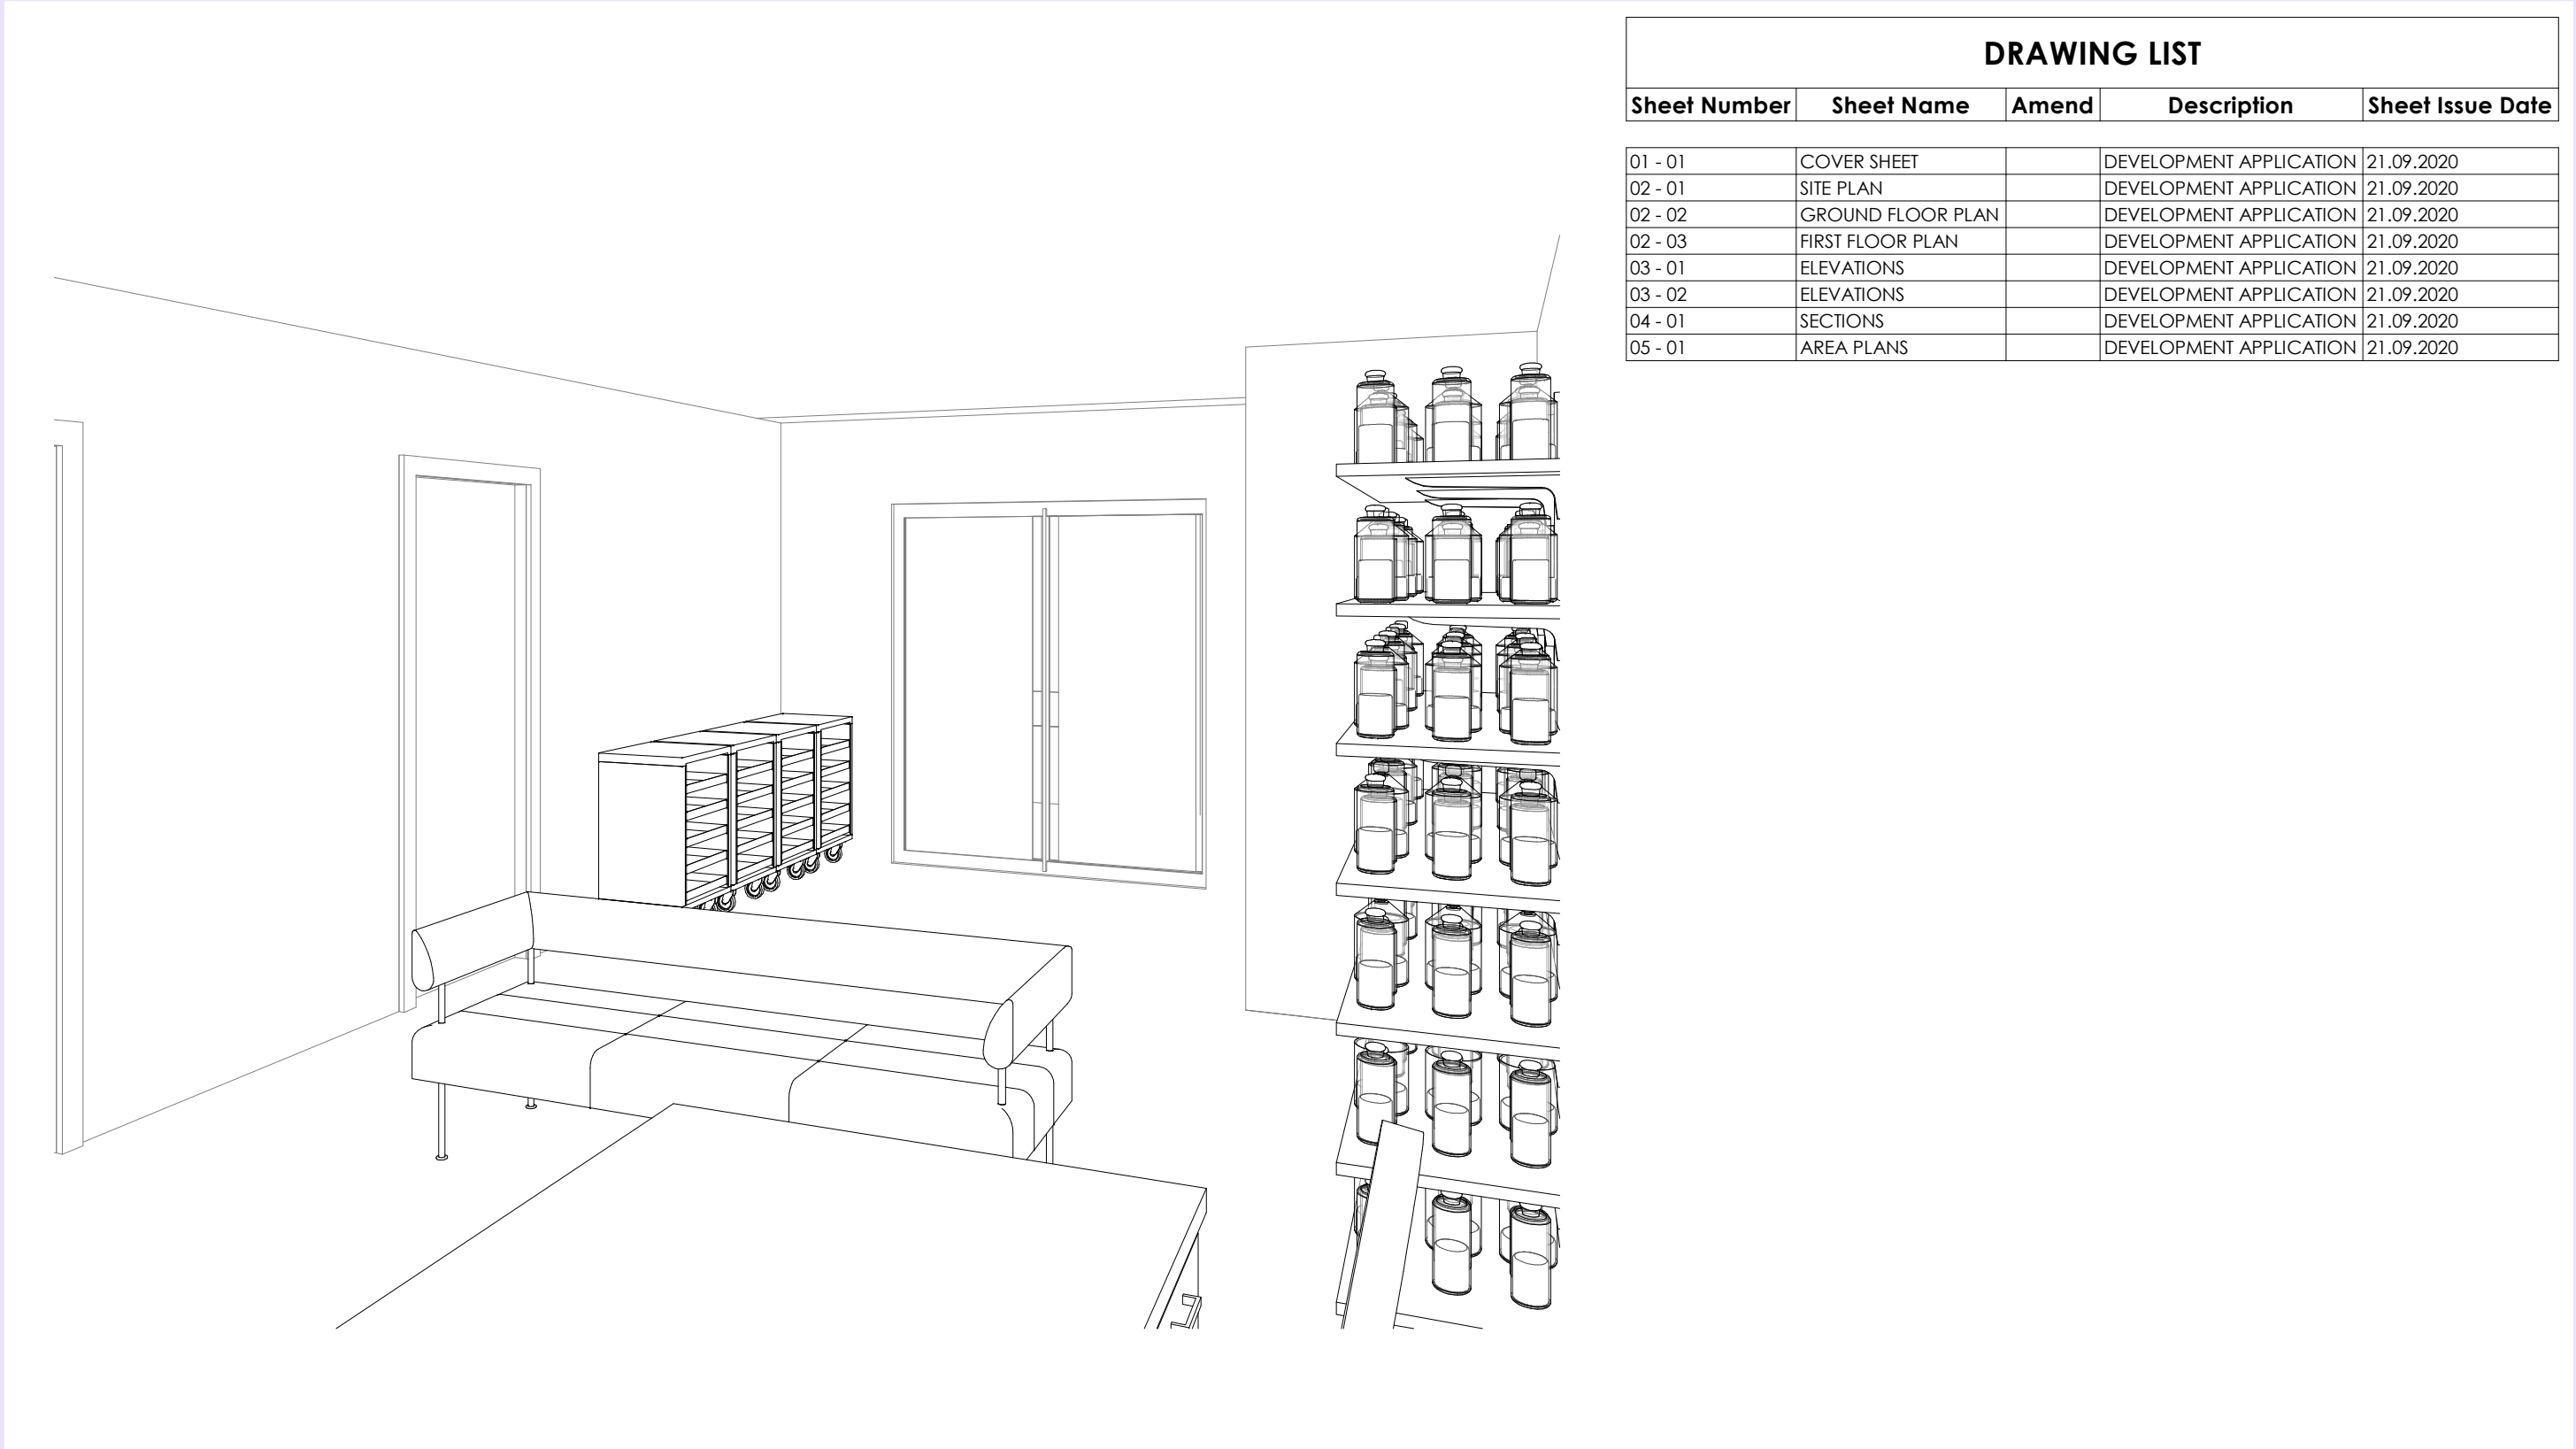 DRAWING LIST
Sheet Number Sheet Name Amend Description Sheet Issue Date
01 - 01 COVER SHEET DEVELOPMENT APPLICATION 21.09.2020
02 - 01 SITE PLAN DEVELOPMENT APPLICATION 21.09.2020
02 - 02 GROUND FLOOR PLAN DEVELOPMENT APPLICATION 21.09.2020
02 - 03 FIRST FLOOR PLAN DEVELOPMENT APPLICATION 21.09.2020
03 - 01 ELEVATIONS DEVELOPMENT APPLICATION 21.09.2020
03 - 02 ELEVATIONS DEVELOPMENT APPLICATION 21.09.2020
04 - 01 SECTIONS DEVELOPMENT APPLICATION 21.09.2020
05 - 01 AREA PLANS DEVELOPMENT APPLICATION 21.09.2020